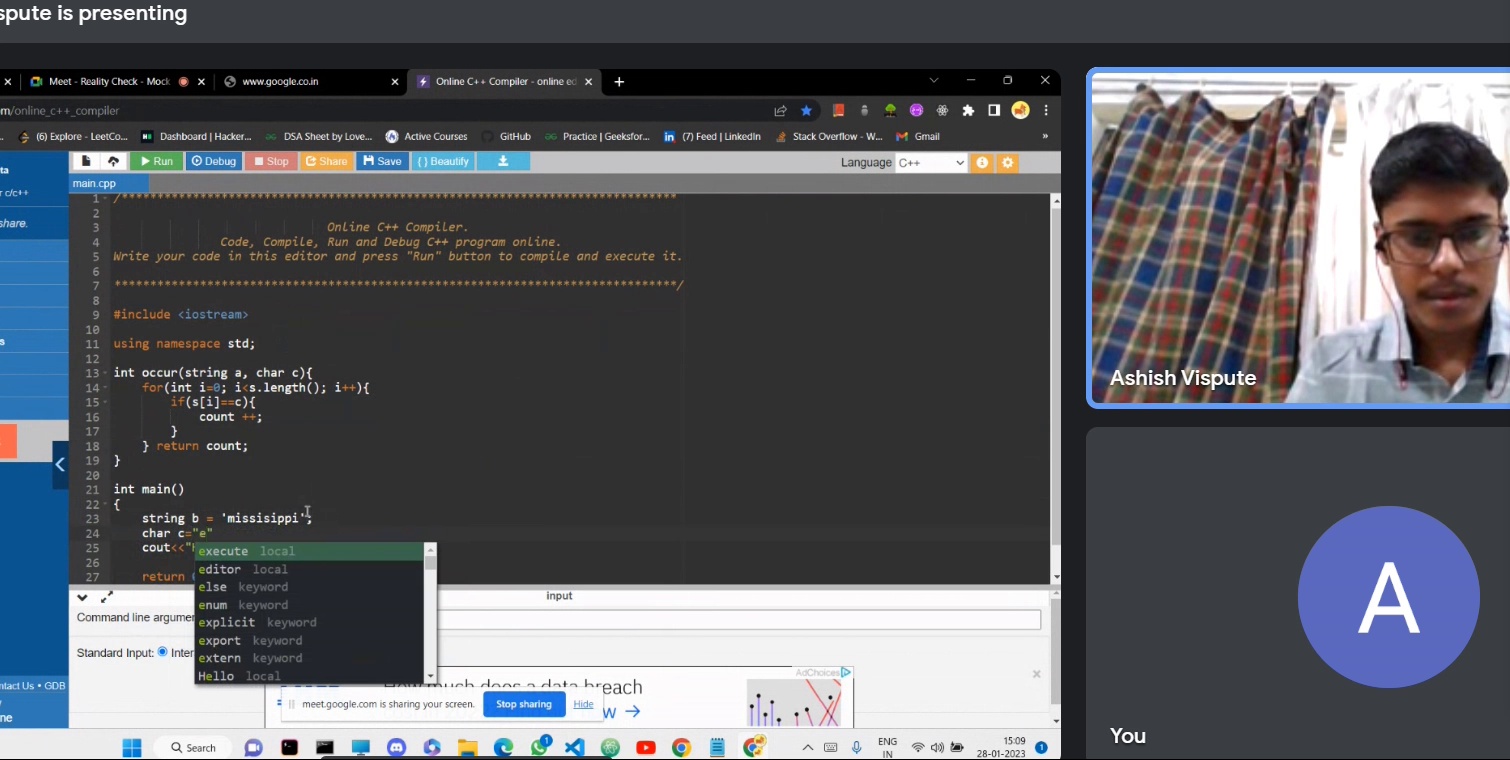 spute is presenting
Meet - Reality Check - Mock
www.google.co.in
Online C++ Compiler - online ed
m/online_c++_compiler
(6) Explore - LeetCo...
Dashboard | Hacker...
DSA Sheet by Love...
Active Courses
GitHub
Practice | Geeksfor...
(7) Feed | LinkedIn
Stack Overflow - W...
Gmail
»
ta
r c/c++
share.
s
Run
Debug
Stop
Share
Save
{ } Beautify
Language C++
main.cpp
1 /******************************************************************************
2
3 Online C++ Compiler.
4 Code, Compile, Run and Debug C++ program online.
5 Write your code in this editor and press "Run" button to compile and execute it.
6
7 *******************************************************************************/
8
9 #include <iostream>
10
11 using namespace std;
12
13 int occur(string a, char c){
14 for(int i=0; i<s.length(); i++){
15 if(s[i]==c){
16 count ++;
17 }
18 } return count;
19 }
20
21 int main()
22 {
23 string b = 'missisippi';
24 char c="e"
25 cout<<"
26
27 return
execute local
editor local
else keyword
enum keyword
explicit keyword
export keyword
extern keyword
Hello local
input
Command line argumer
Standard Input: Inter
ntact Us • GDB
ne
AdChoices
How much does a data breach
W →
meet.google.com is sharing your screen.
Stop sharing
Hide
Search
1
ENG
IN
15:09
28-01-2023
1
Ashish Vispute
A
You